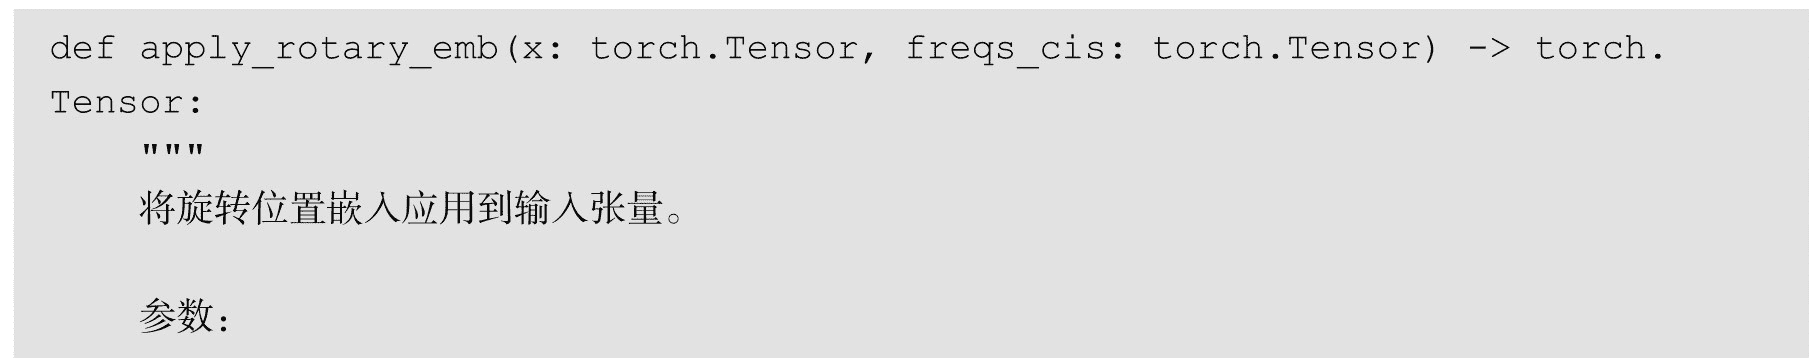 def apply_rotary_emb(x: torch.Tensor, freqs_cis: torch.Tensor) -> torch.
Tensor:
    """
    将旋转位置嵌入应用到输入张量。
    参数：